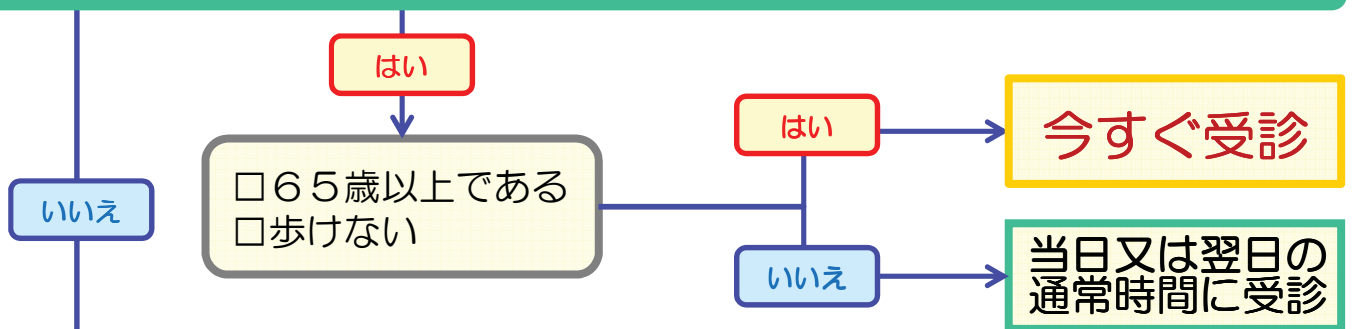 はい
はい
今すぐ受診
□65歳以上である
□歩けない
いいえ
いいえ
当日又は翌日の
通常時間に受診